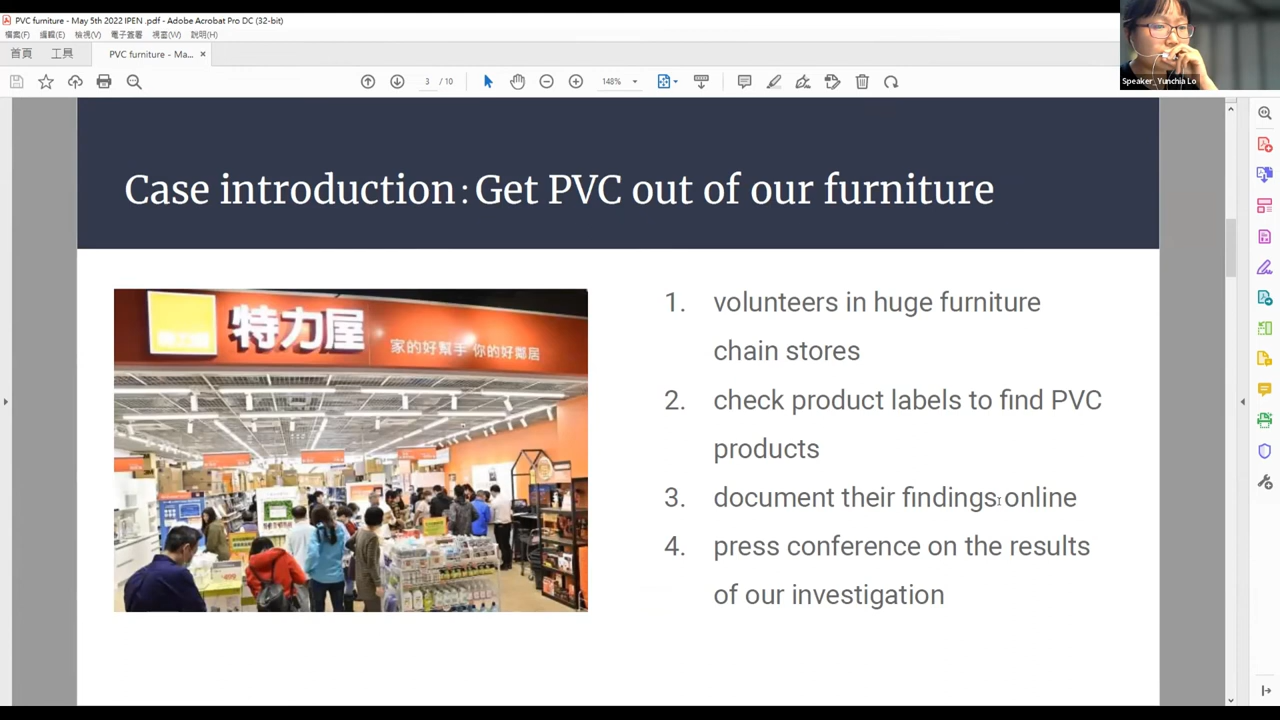 PVC furniture - May 5th 2022 IPEN .pdf - Adobe Acrobat Pro DC (32-bit)
檔案(F) 編輯(E) 檢視(V) 電子簽署 視窗(W) 說明(H)
首頁 工具 PVC furniture - Ma... ×
3 / 10 148%
Speaker_Yunchia Lo
Case introduction：Get PVC out of our furniture
特力屋
家的好幫手 你的好鄰居
1. volunteers in huge furniture
chain stores
2. check product labels to find PVC
products
3. document their findings online
4. press conference on the results
of our investigation